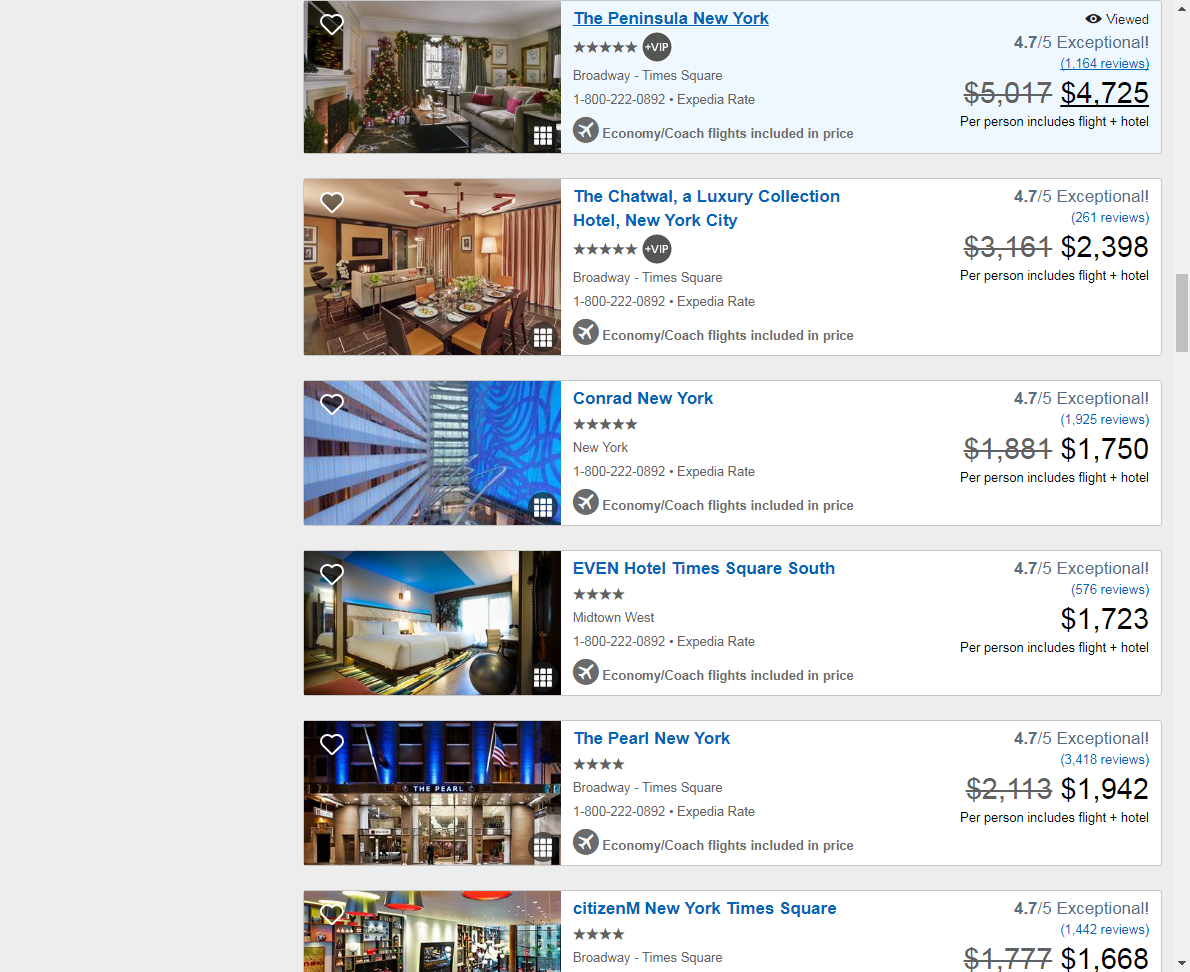 The Peninsula New York
Viewed
+VIP
4.7/5 Exceptional!
(1,164 reviews)
Broadway - Times Square
1-800-222-0892 • Expedia Rate
$5,017 $4,725
Per person includes flight + hotel
Economy/Coach flights included in price
The Chatwal, a Luxury Collection
Hotel, New York City
+VIP
4.7/5 Exceptional!
(261 reviews)
$3,161 $2,398
Per person includes flight + hotel
Broadway - Times Square
1-800-222-0892 • Expedia Rate
Economy/Coach flights included in price
Conrad New York
4.7/5 Exceptional!
(1,925 reviews)
New York
$1,881 $1,750
1-800-222-0892 • Expedia Rate
Per person includes flight + hotel
Economy/Coach flights included in price
EVEN Hotel Times Square South
4.7/5 Exceptional!
(576 reviews)
Midtown West
$1,723
1-800-222-0892 • Expedia Rate
Per person includes flight + hotel
Economy/Coach flights included in price
THE PEARL
The Pearl New York
4.7/5 Exceptional!
(3,418 reviews)
Broadway - Times Square
$2,113 $1,942
1-800-222-0892 • Expedia Rate
Per person includes flight + hotel
Economy/Coach flights included in price
citizenM New York Times Square
4.7/5 Exceptional!
(1,442 reviews)
Broadway - Times Square
$1,777 $1,668